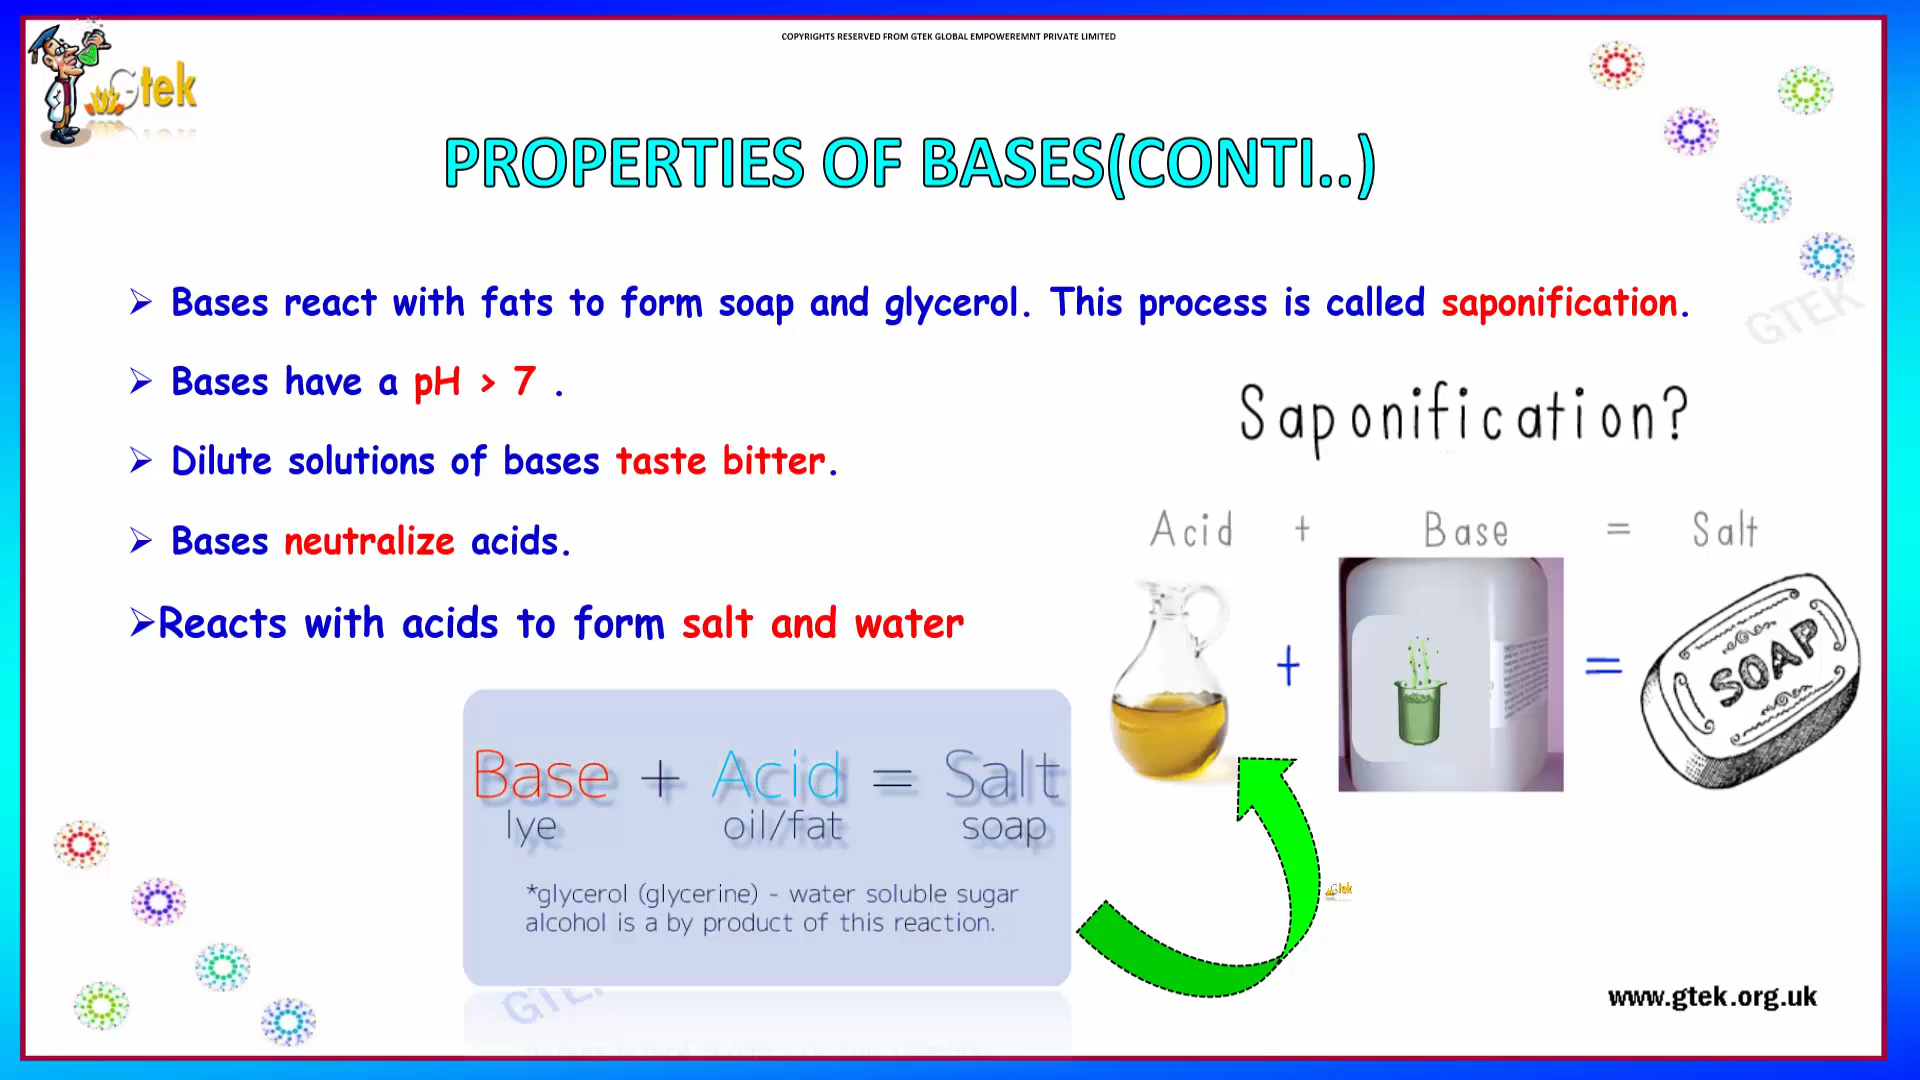 COPYRIGHTS RESERVED FROM GTEK GLOBAL EMPOWEREMNT PRIVATE LIMITED
Gtek
PROPERTIES OF BASES(CONTI..)
➢ Bases react with fats to form soap and glycerol. This process is called saponification.
GTEK
➢ Bases have a pH > 7 .
➢ Dilute solutions of bases taste bitter.
➢ Bases neutralize acids.
➢Reacts with acids to form salt and water
Saponification?
Acid + Base = Salt
+ =
SOAP
Base + Acid = Salt
lye oil/fat soap
*glycerol (glycerine) - water soluble sugar
alcohol is a by product of this reaction.
Gtek
GTEK
www.gtek.org.uk